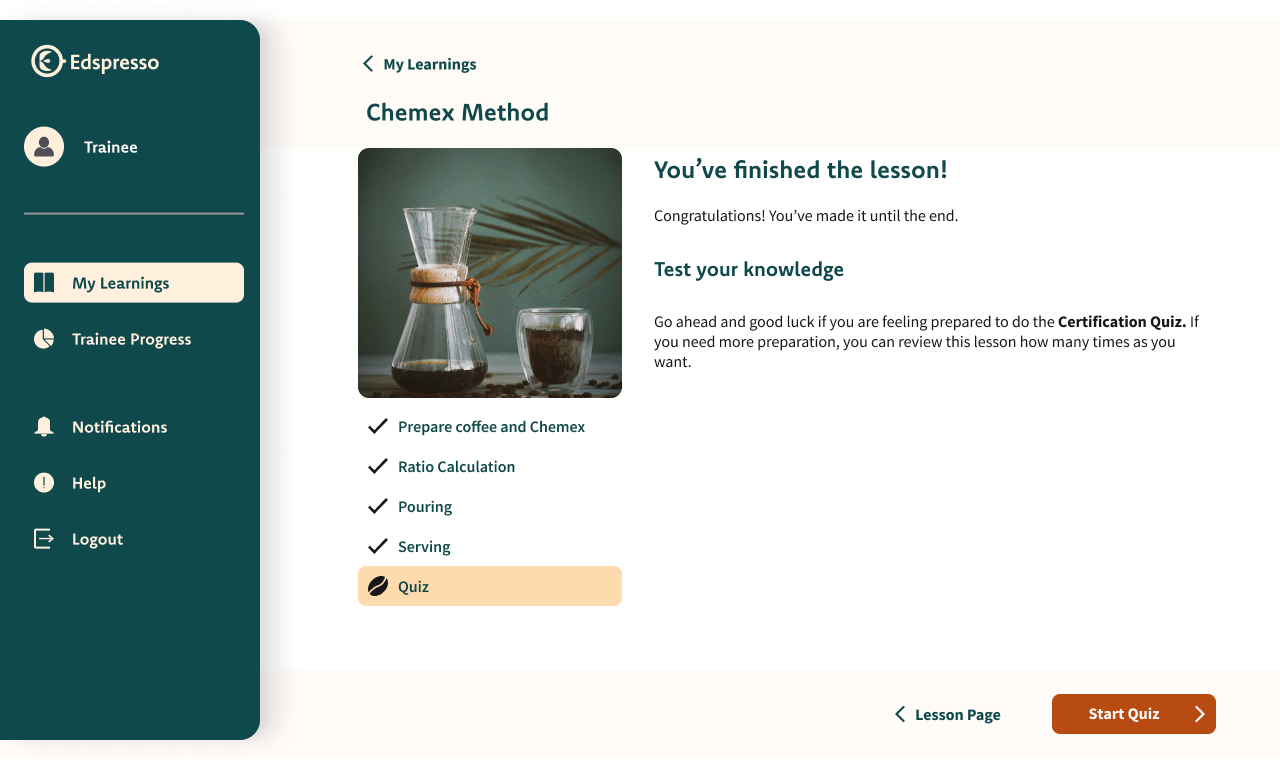 Edspresso
Trainee
My Learnings
Trainee Progress
Notifications
Help
Logout
My Learnings
Chemex Method
Prepare coffee and Chemex
Ratio Calculation
Pouring
Serving
Quiz
You’ve finished the lesson!
Congratulations! You’ve made it until the end.
Test your knowledge
Go ahead and good luck if you are feeling prepared to do the Certification Quiz. If
you need more preparation, you can review this lesson how many times as you
want.
Lesson Page
Start Quiz